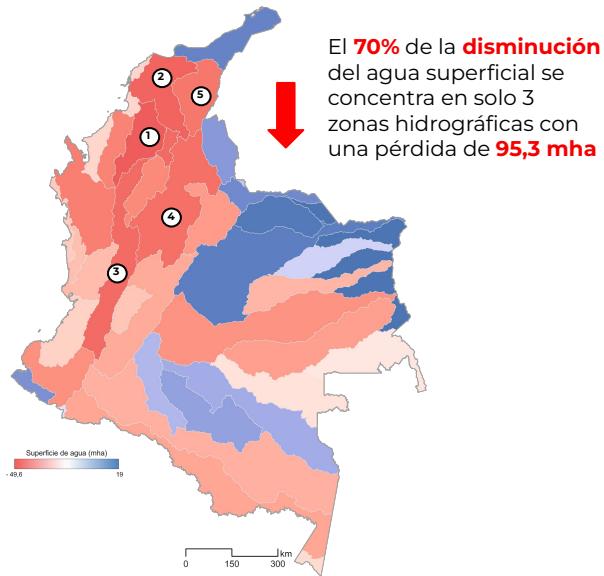 El 70% de la disminución
del agua superficial se
concentra en solo 3
zonas hidrográficas con
una pérdida de 95,3 mha
2
5
1
4
3
Superficie de agua (mha)
-49,6 19
km
0 150 300